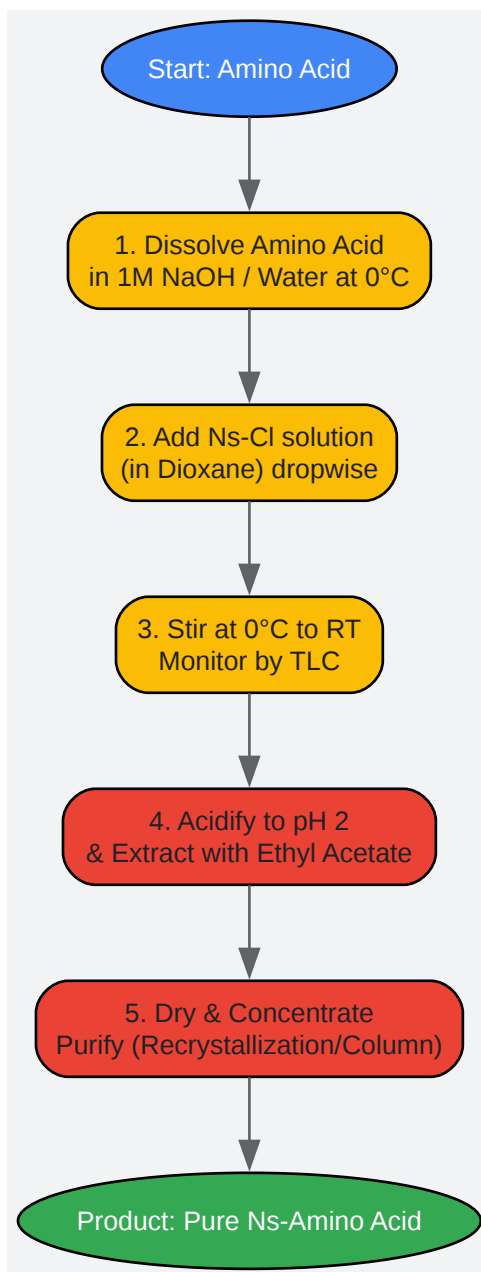 Start: Amino Acid
1. Dissolve Amino Acid
in 1M NaOH / Water at 0°C
2. Add Ns-Cl solution
(in Dioxane) dropwise
3. Stir at 0°C to RT
Monitor by TLC
4. Acidify to pH 2
& Extract with Ethyl Acetate
5. Dry & Concentrate
Purify (Recrystallization/Column)
Product: Pure Ns-Amino Acid